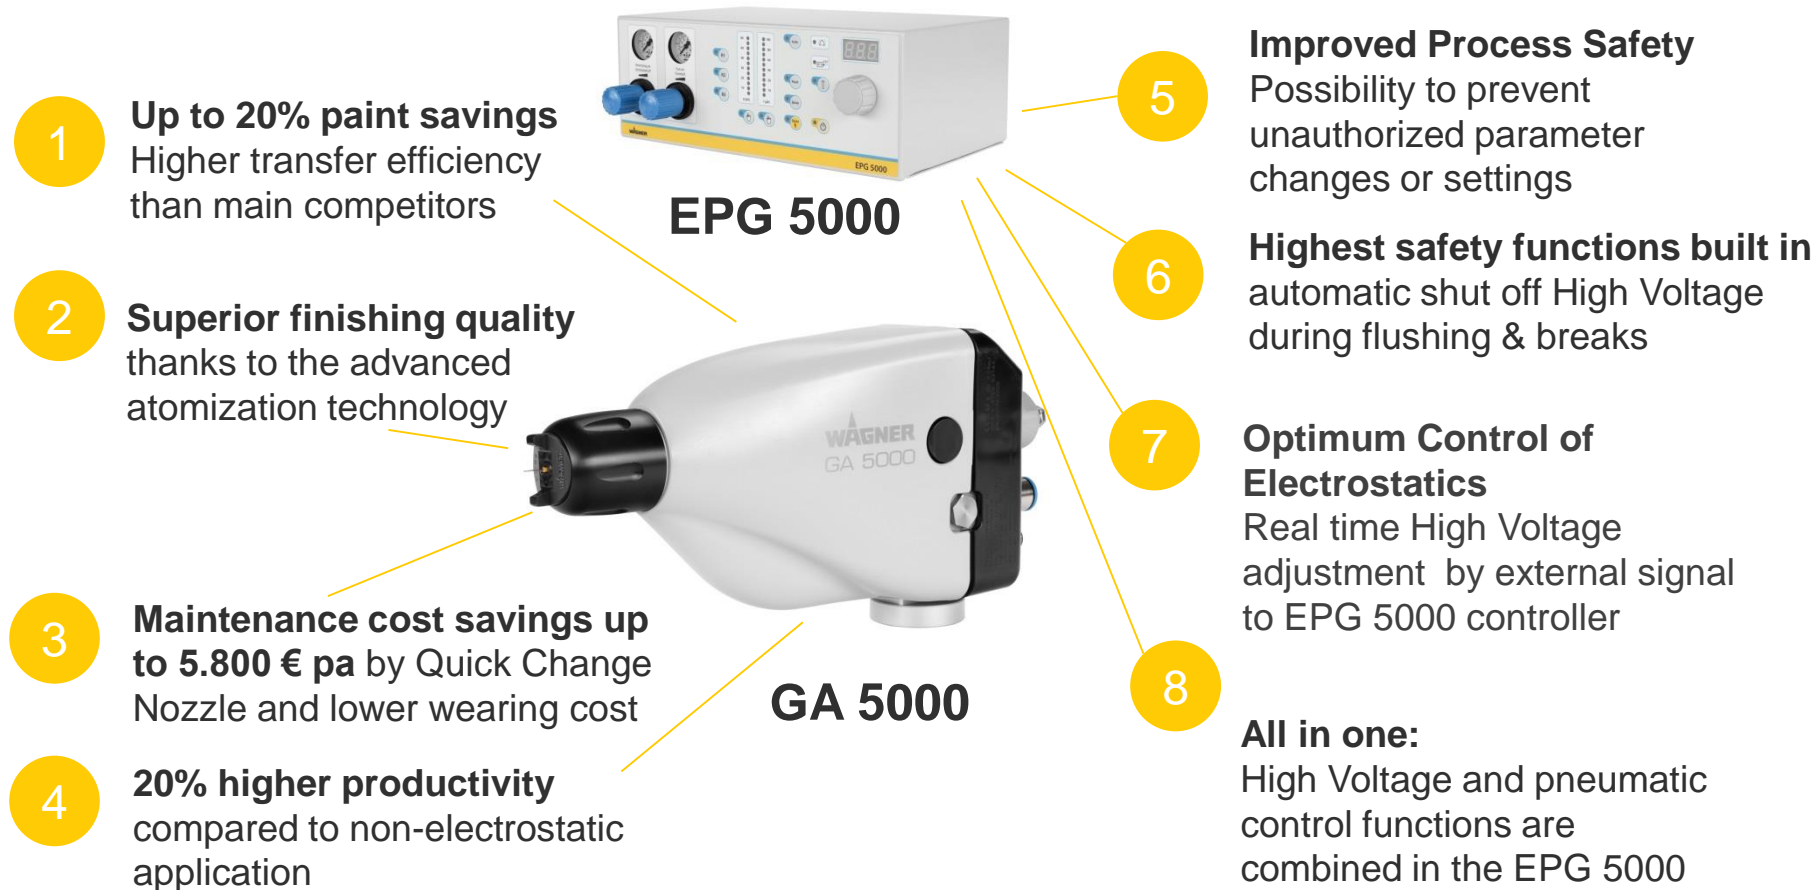 1
Up to 20% paint savings
Higher transfer efficiency
than main competitors
2
Superior finishing quality
thanks to the advanced
atomization technology
3
Maintenance cost savings up
to 5.800 € pa by Quick Change
Nozzle and lower wearing cost
4
20% higher productivity
compared to non-electrostatic
application
WAGNER
EPG 5000
EPG 5000
WAGNER
GA 5000
GA 5000
5
Improved Process Safety
Possibility to prevent
unauthorized parameter
changes or settings
6
Highest safety functions built in
automatic shut off High Voltage
during flushing & breaks
7
Optimum Control of
Electrostatics
Real time High Voltage
adjustment by external signal
to EPG 5000 controller
8
All in one:
High Voltage and pneumatic
control functions are
combined in the EPG 5000